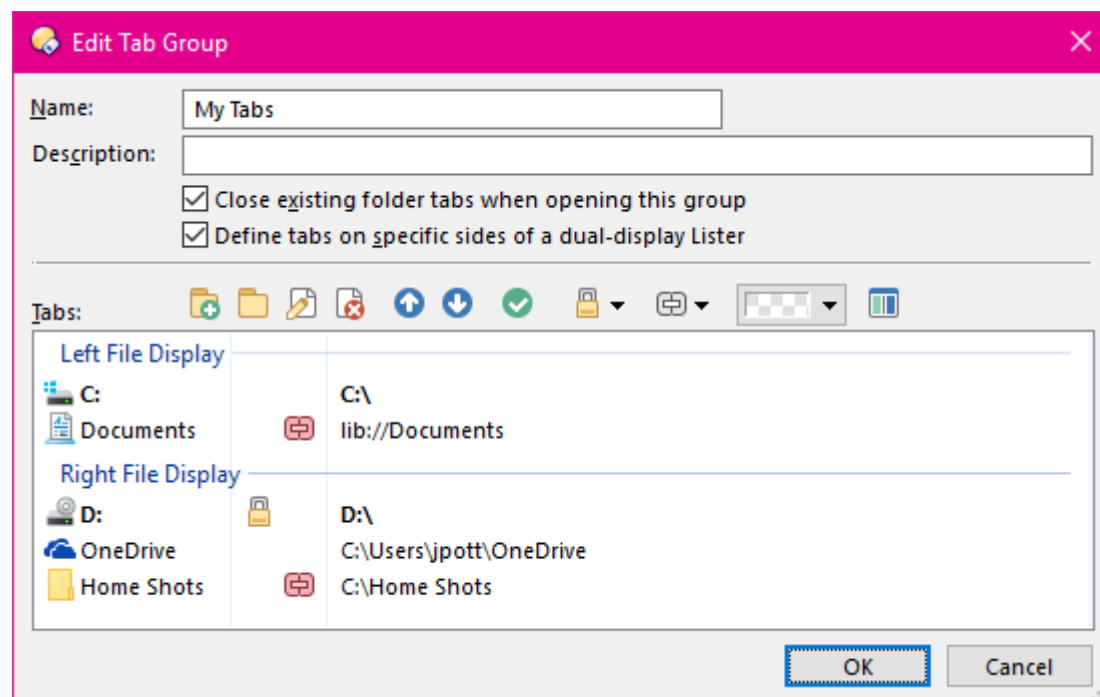 Edit Tab Group
Name: My Tabs
Description:
Close existing folder tabs when opening this group
Define tabs on specific sides of a dual-display Lister
Tabs:
Left File Display
C: C:\
Documents lib://Documents
Right File Display
D: D:\
OneDrive C:\Users\jpott\OneDrive
Home Shots C:\Home Shots
OK Cancel